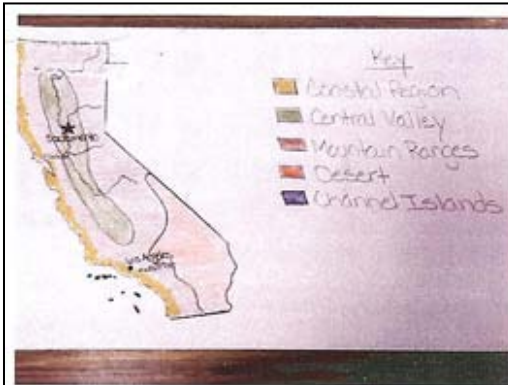 Key
Coastal Region
Central Valley
Mountain Ranges
Desert
Channel Islands
Sacramento
Los Angeles